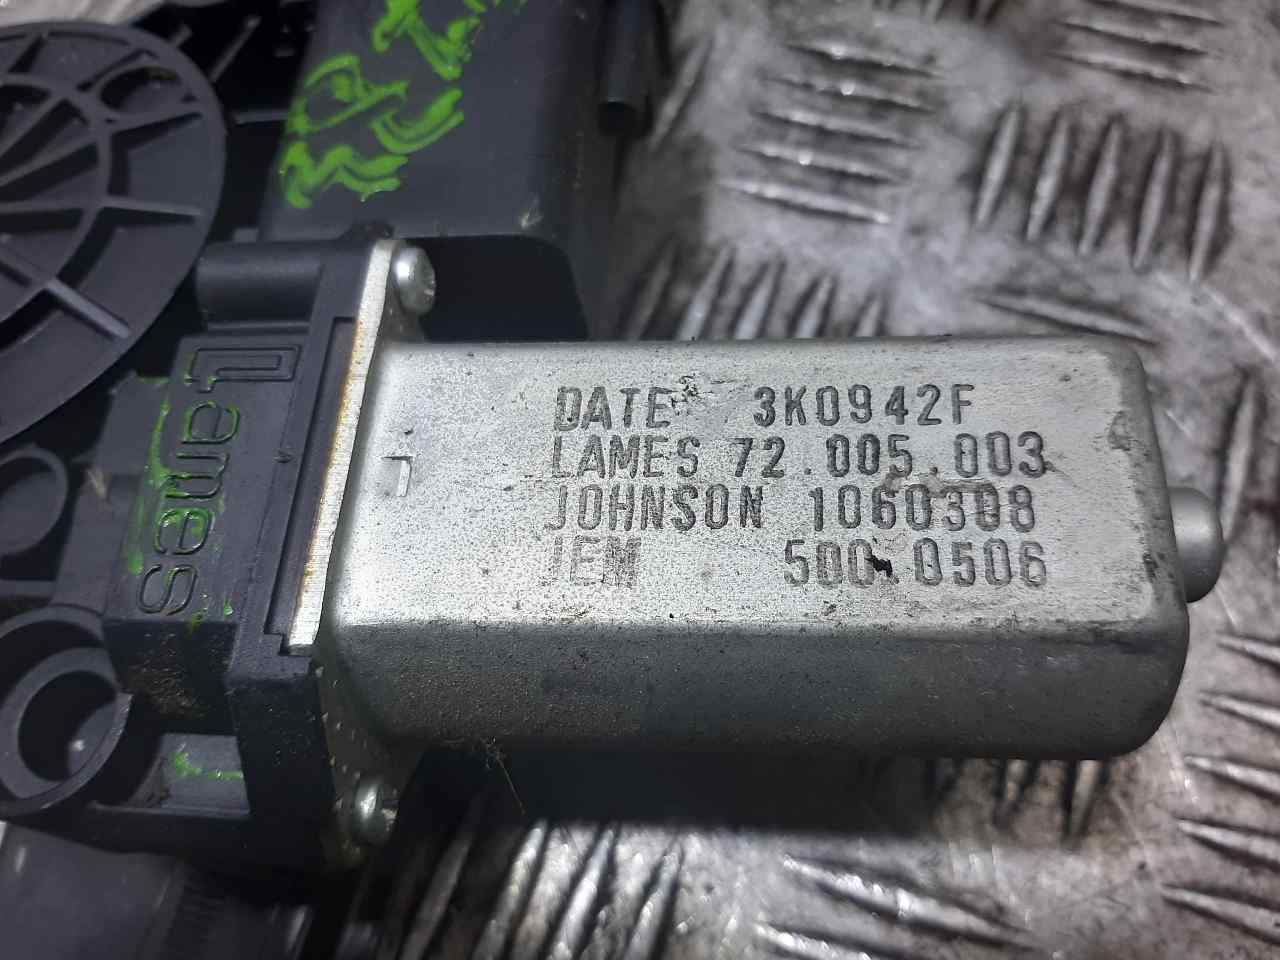 DATE 3K0942F
LAMES 72.005.003
JOHNSON 1060308
JEM 500.0506
Lames